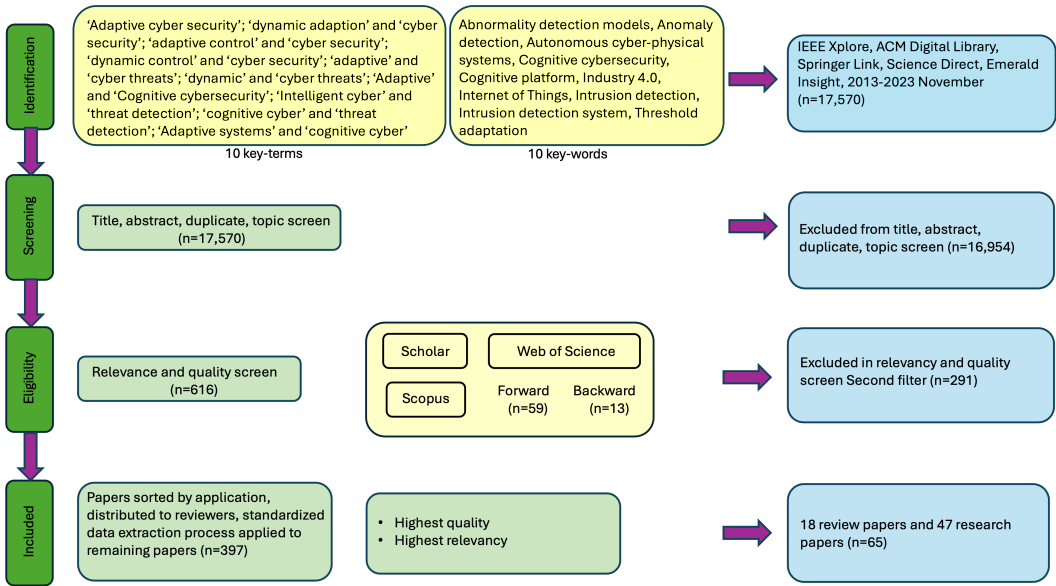 Identification
‘Adaptive cyber security’; ‘dynamic adaption’ and ‘cyber
security’; ‘adaptive control’ and ‘cyber security’;
‘dynamic control’ and ‘cyber security’; ‘adaptive’ and
‘cyber threats’; ‘dynamic’ and ‘cyber threats’; ‘Adaptive’
and ‘Cognitive cybersecurity’; ‘Intelligent cyber’ and
‘threat detection’; ‘cognitive cyber’ and ‘threat
detection’; ‘Adaptive systems’ and ‘cognitive cyber’
10 key-terms
Abnormality detection models, Anomaly
detection, Autonomous cyber-physical
systems, Cognitive cybersecurity,
Cognitive platform, Industry 4.0,
Internet of Things, Intrusion detection,
Intrusion detection system, Threshold
adaptation
10 key-words
IEEE Xplore, ACM Digital Library,
Springer Link, Science Direct, Emerald
Insight, 2013-2023 November
(n=17,570)
Screening
Title, abstract, duplicate, topic screen
(n=17,570)
Excluded from title, abstract,
duplicate, topic screen (n=16,954)
Eligibility
Relevance and quality screen
(n=616)
Scholar
Web of Science
Scopus
Forward
(n=59)
Backward
(n=13)
Excluded in relevancy and quality
screen Second filter (n=291)
Included
Papers sorted by application,
distributed to reviewers, standardized
data extraction process applied to
remaining papers (n=397)
• Highest quality
• Highest relevancy
18 review papers and 47 research
papers (n=65)